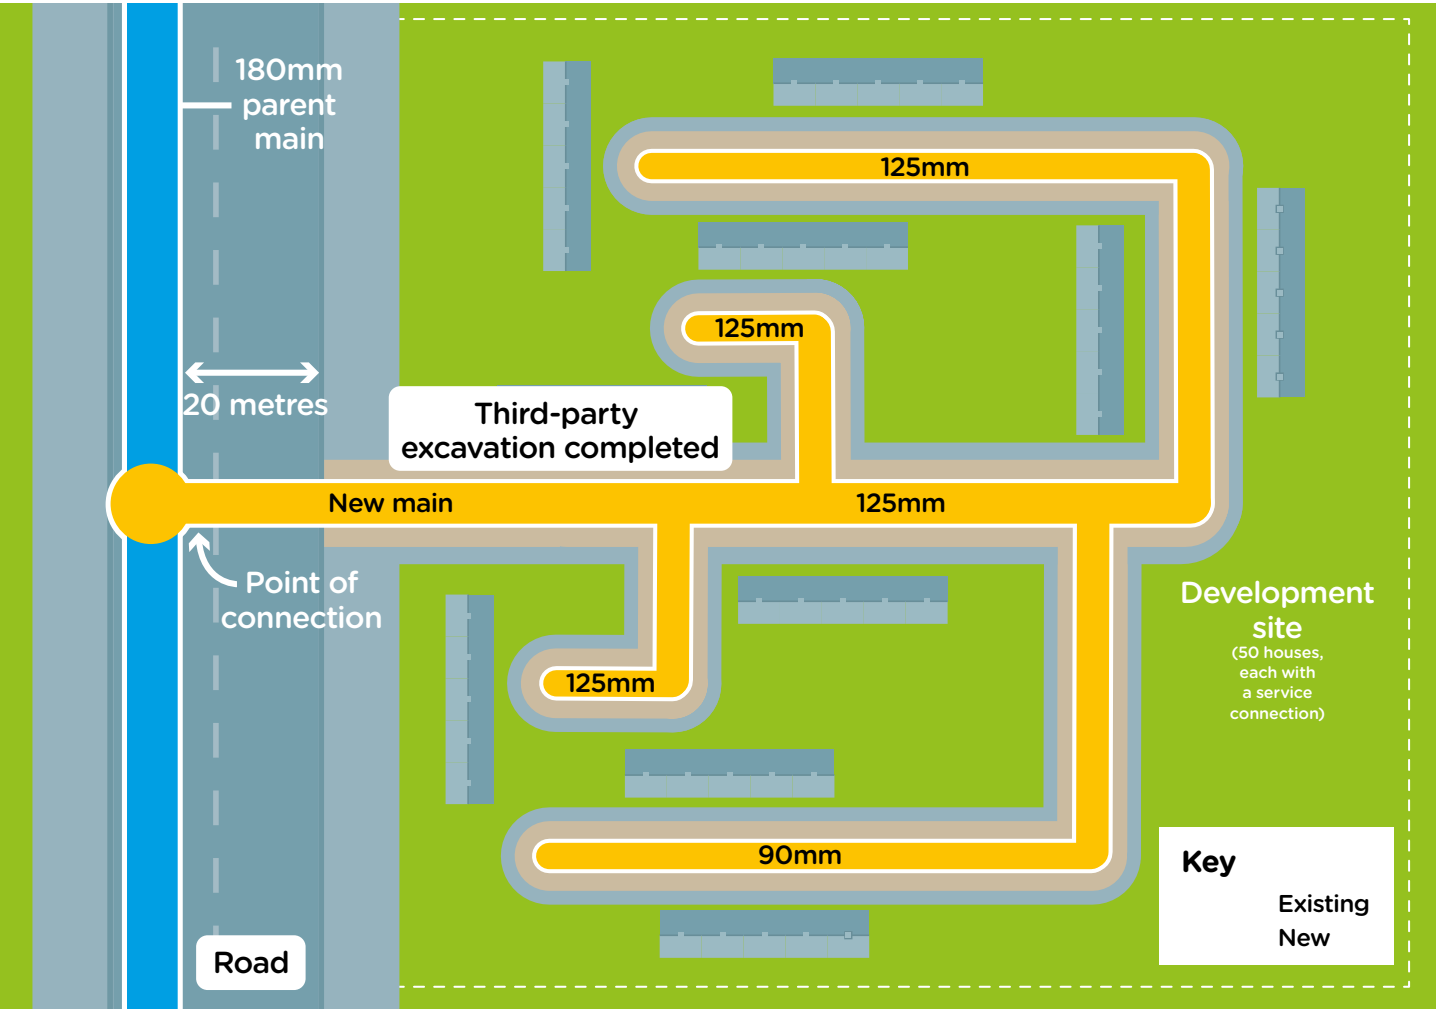 180mm
parent
main
125mm
125mm
20 metres
Third-party
excavation completed
New main
125mm
Point of
connection
Development
site
(50 houses,
each with
a service
connection)
125mm
90mm
Key
Existing
New
Road